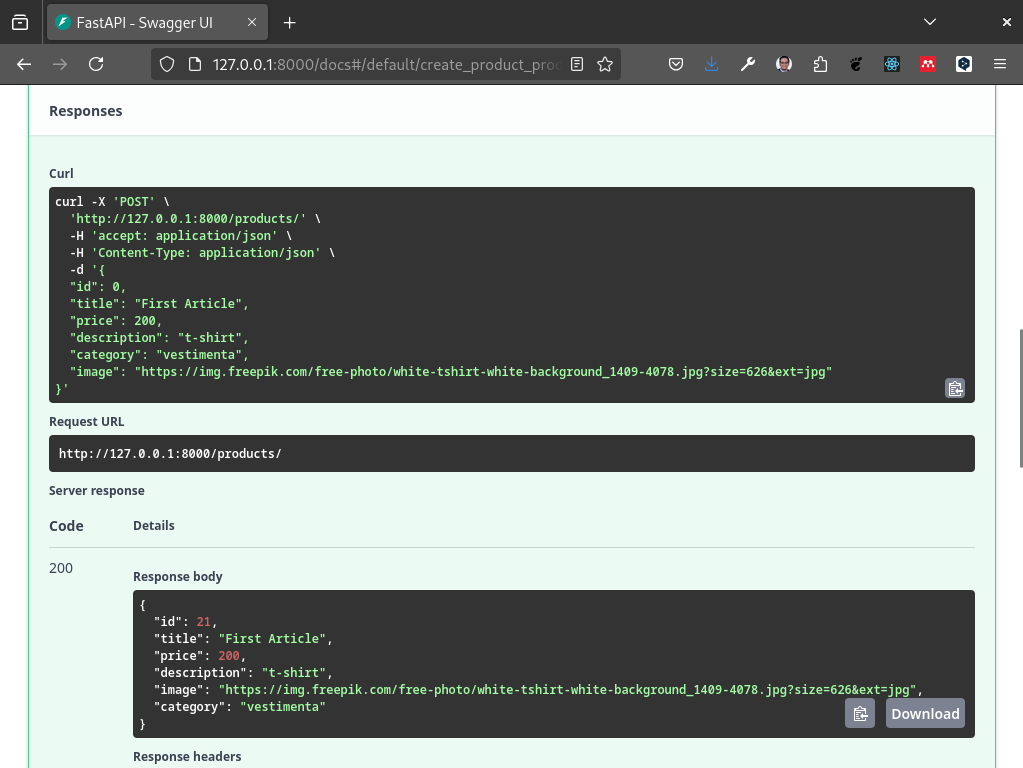 FastAPI - Swagger UI
127.0.0.1:8000/docs#/default/create_product_pro
Responses
Curl
curl -X 'POST' \
  'http://127.0.0.1:8000/products/' \
  -H 'accept: application/json' \
  -H 'Content-Type: application/json' \
  -d '{
  "id": 0,
  "title": "First Article",
  "price": 200,
  "description": "t-shirt",
  "category": "vestimenta",
  "image": "https://img.freepik.com/free-photo/white-tshirt-white-background_1409-4078.jpg?size=626&ext=jpg"
}'
Request URL
http://127.0.0.1:8000/products/
Server response
Code Details
200
Response body
{
  "id": 21,
  "title": "First Article",
  "price": 200,
  "description": "t-shirt",
  "image": "https://img.freepik.com/free-photo/white-tshirt-white-background_1409-4078.jpg?size=626&ext=jpg",
  "category": "vestimenta"
}
Download
Response headers